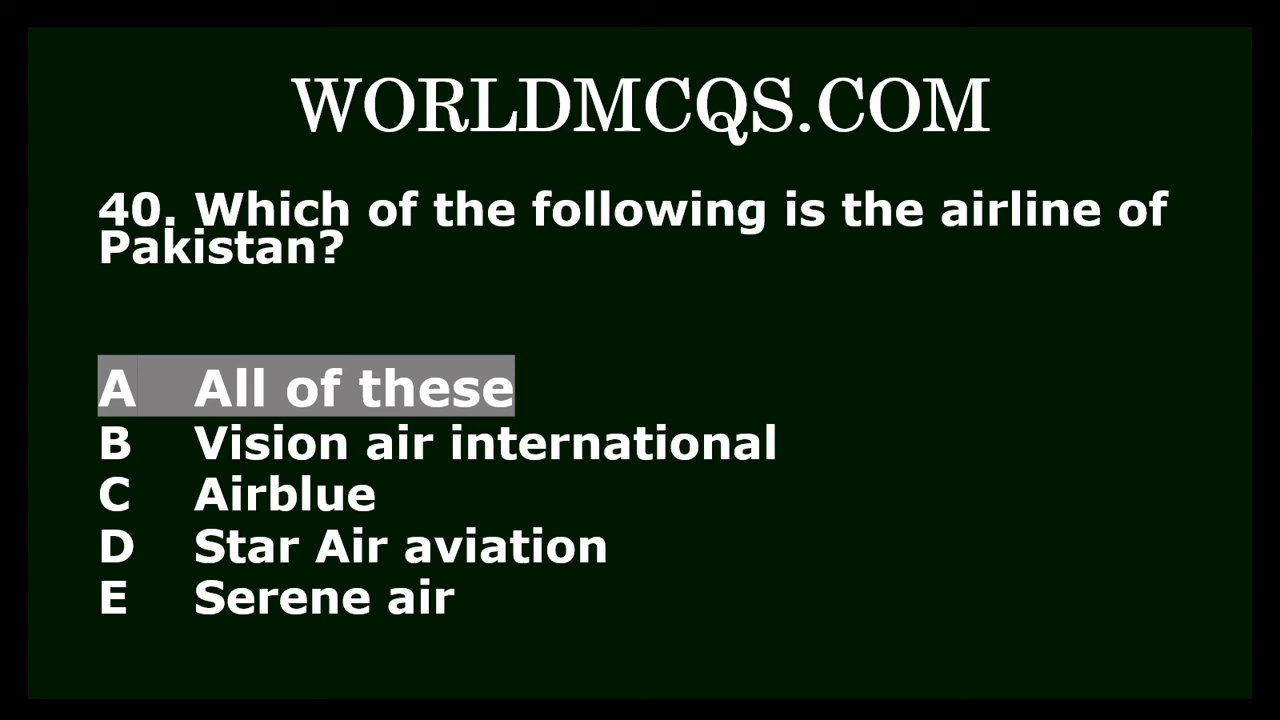 WORLDMCQS.COM
40. Which of the following is the airline of
Pakistan?
A All of these
B Vision air international
C Airblue
D Star Air aviation
E Serene air